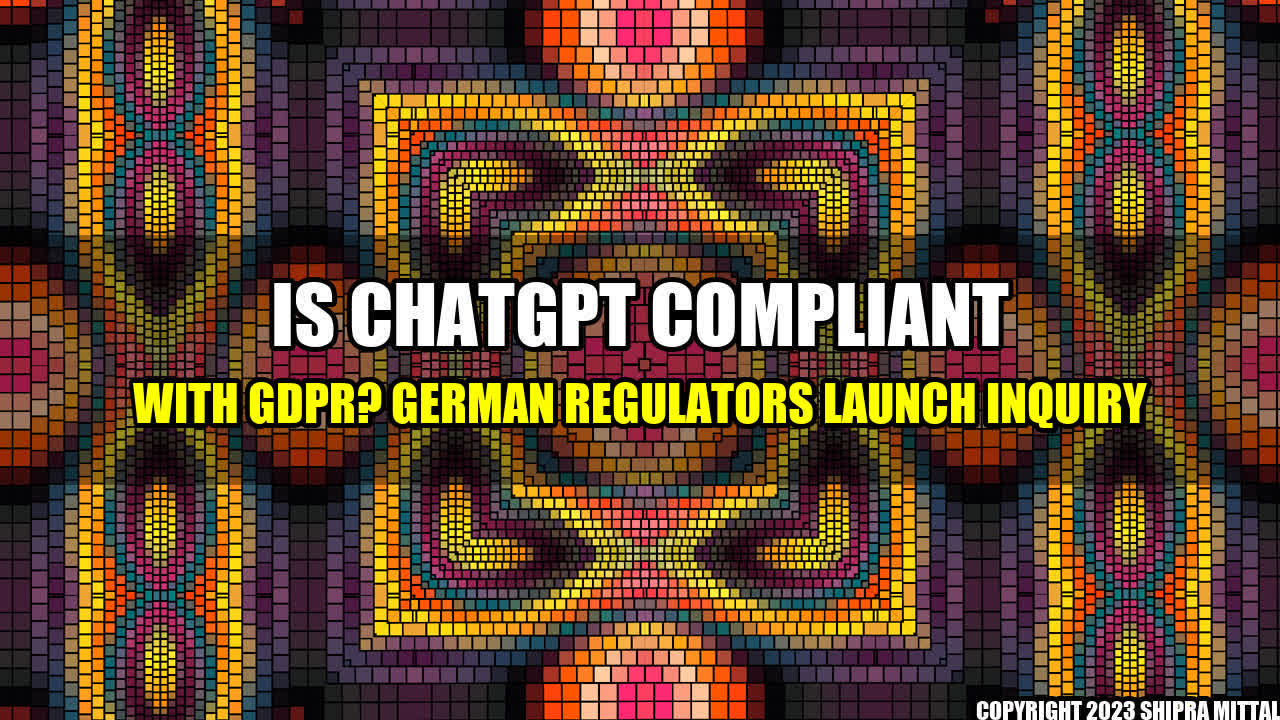 IS CHATGPT COMPLIANT
WITH GDPR? GERMAN REGULATORS LAUNCH INQUIRY
COPYRIGHT 2023 SHIPRA MITTAL